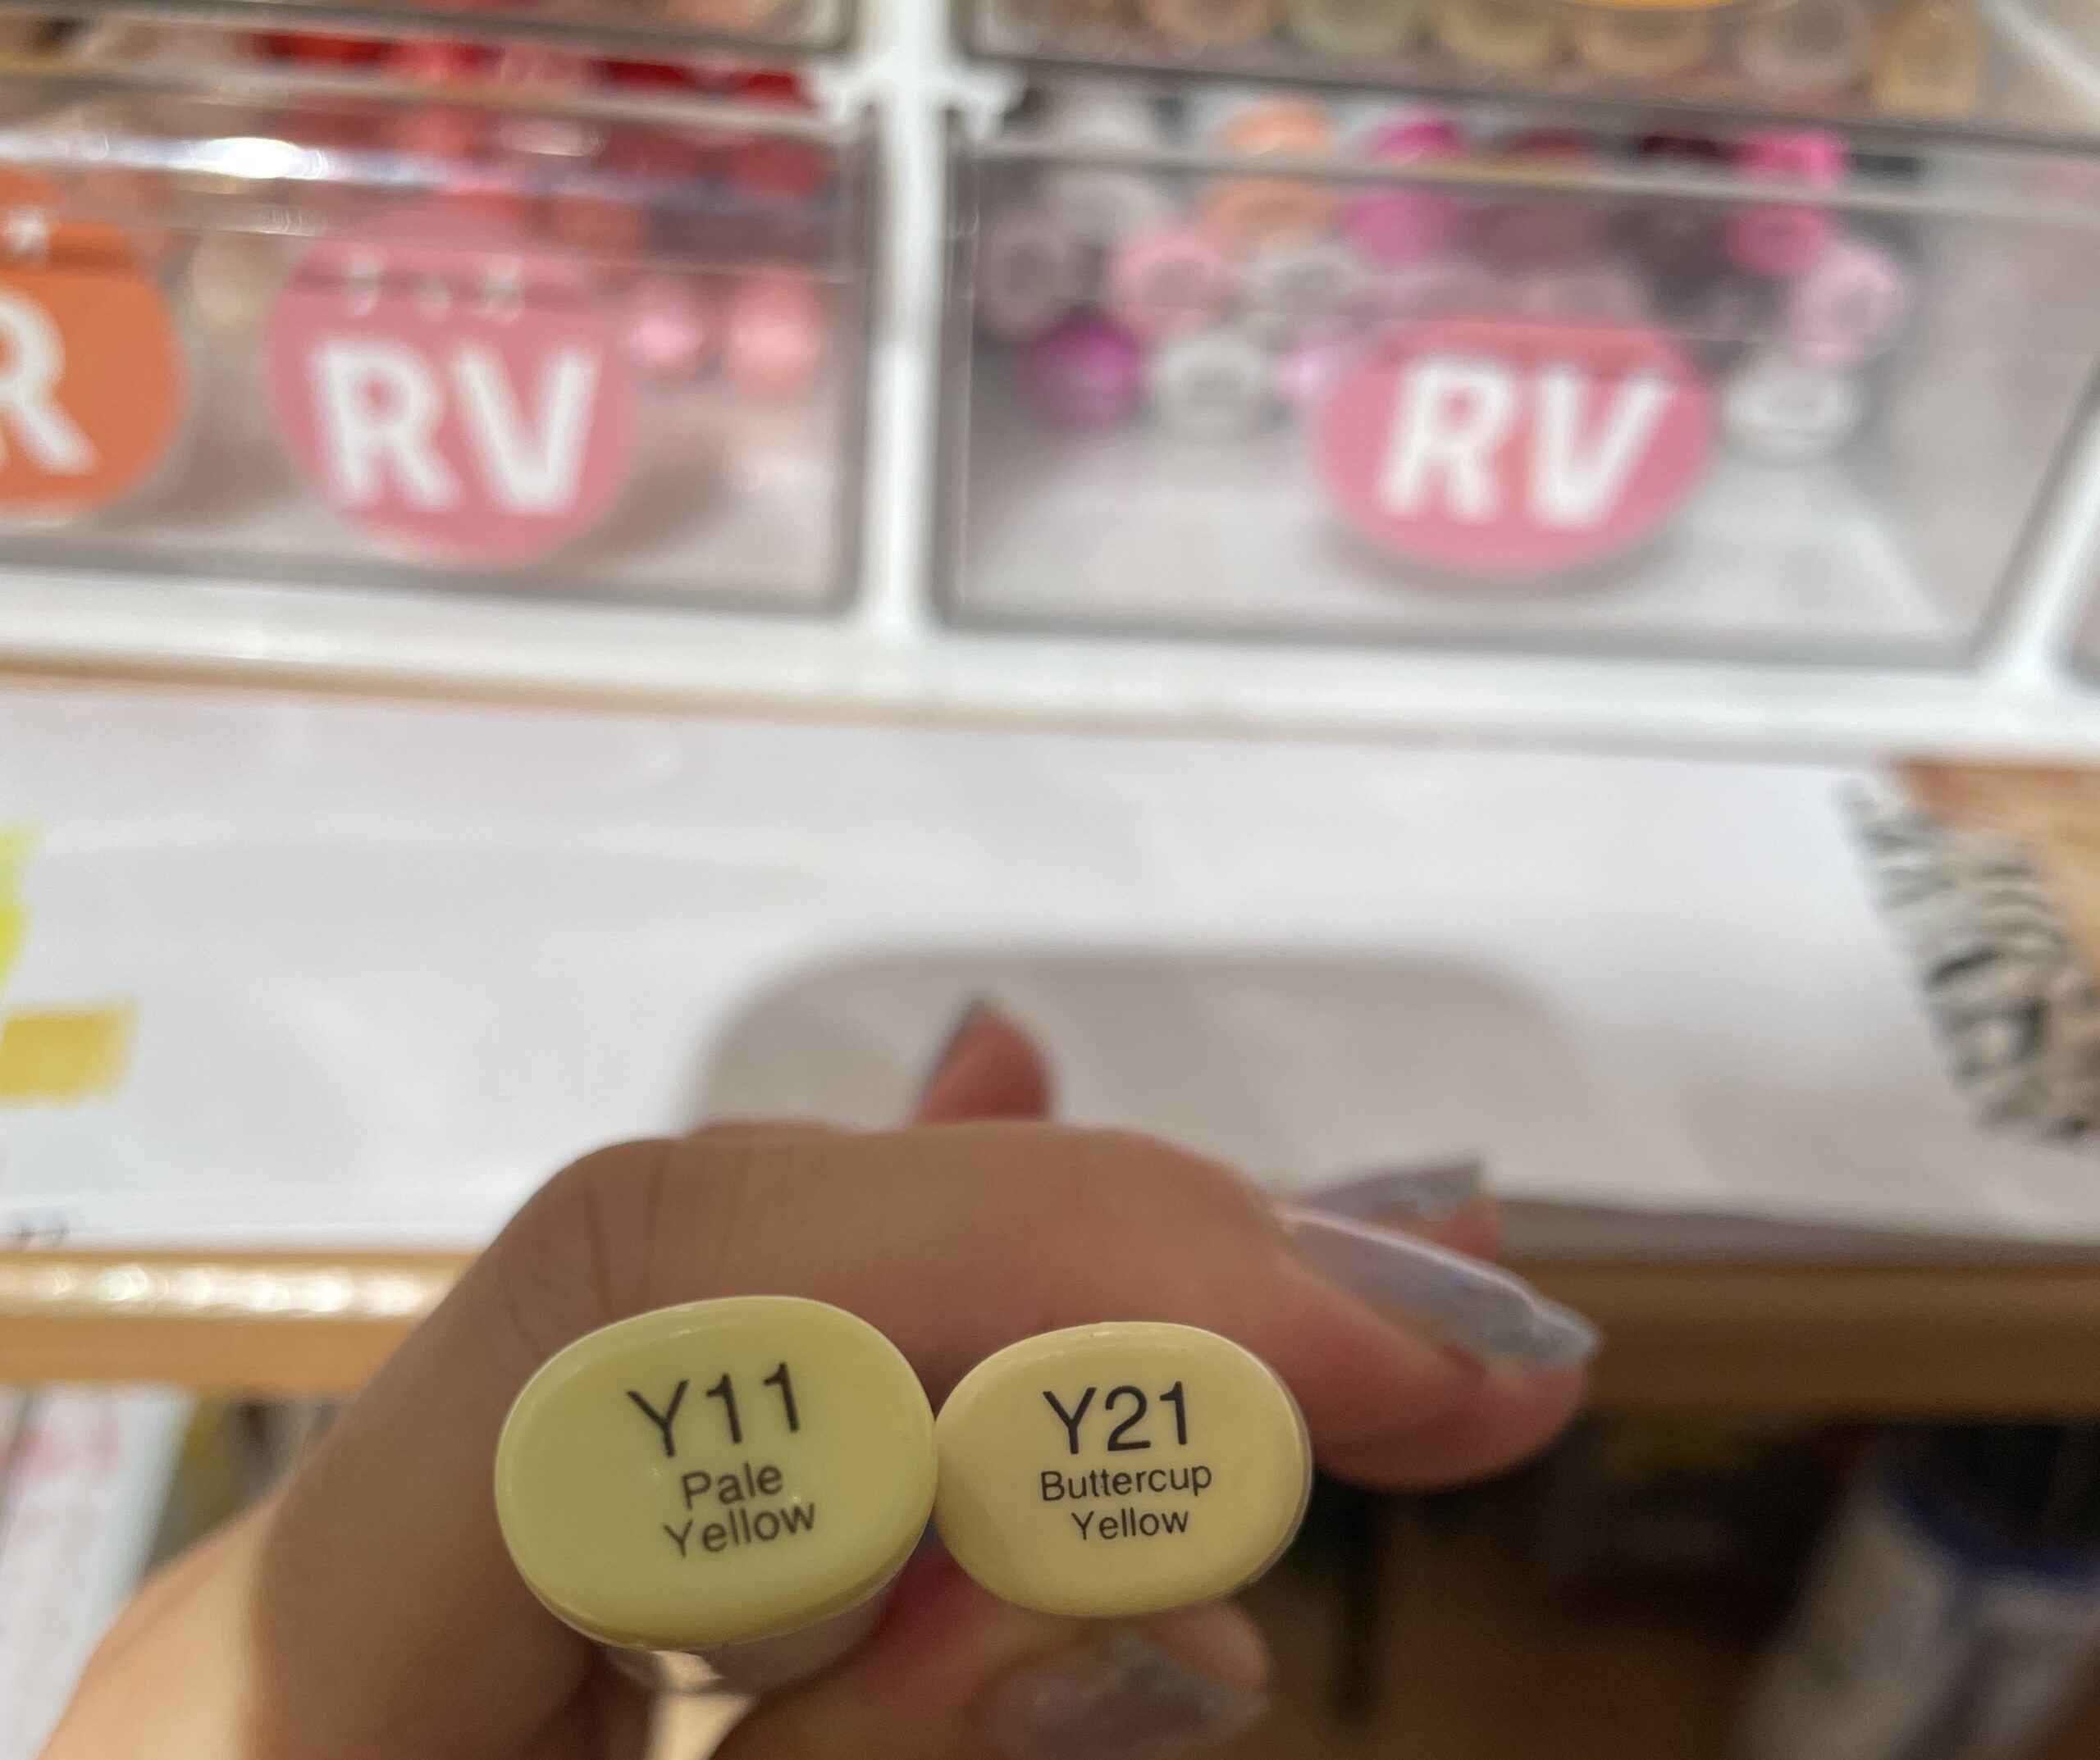 R
RV
RV
Y11
Pale
Yellow
Y21
Buttercup
Yellow